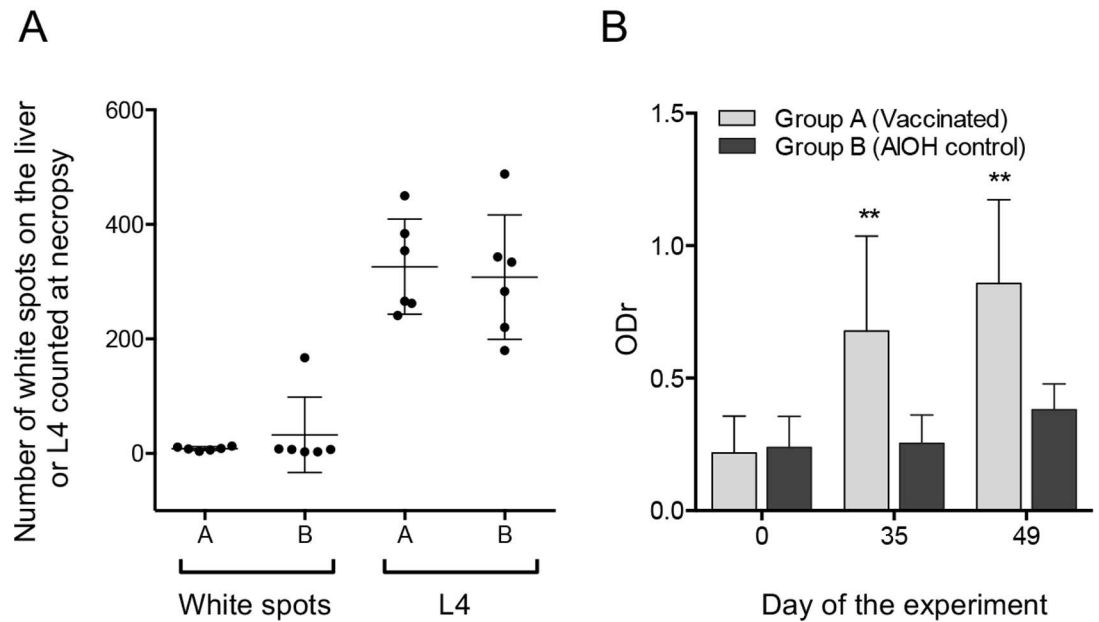 A
Number of white spots on the liver
or L4 counted at necropsy
600
400
200
0
A
B
A
B
White spots
L4
B
ODr
1.5
1.0
0.5
0.0
Group A (Vaccinated)
Group B (AlOH control)
**
**
0
35
49
Day of the experiment